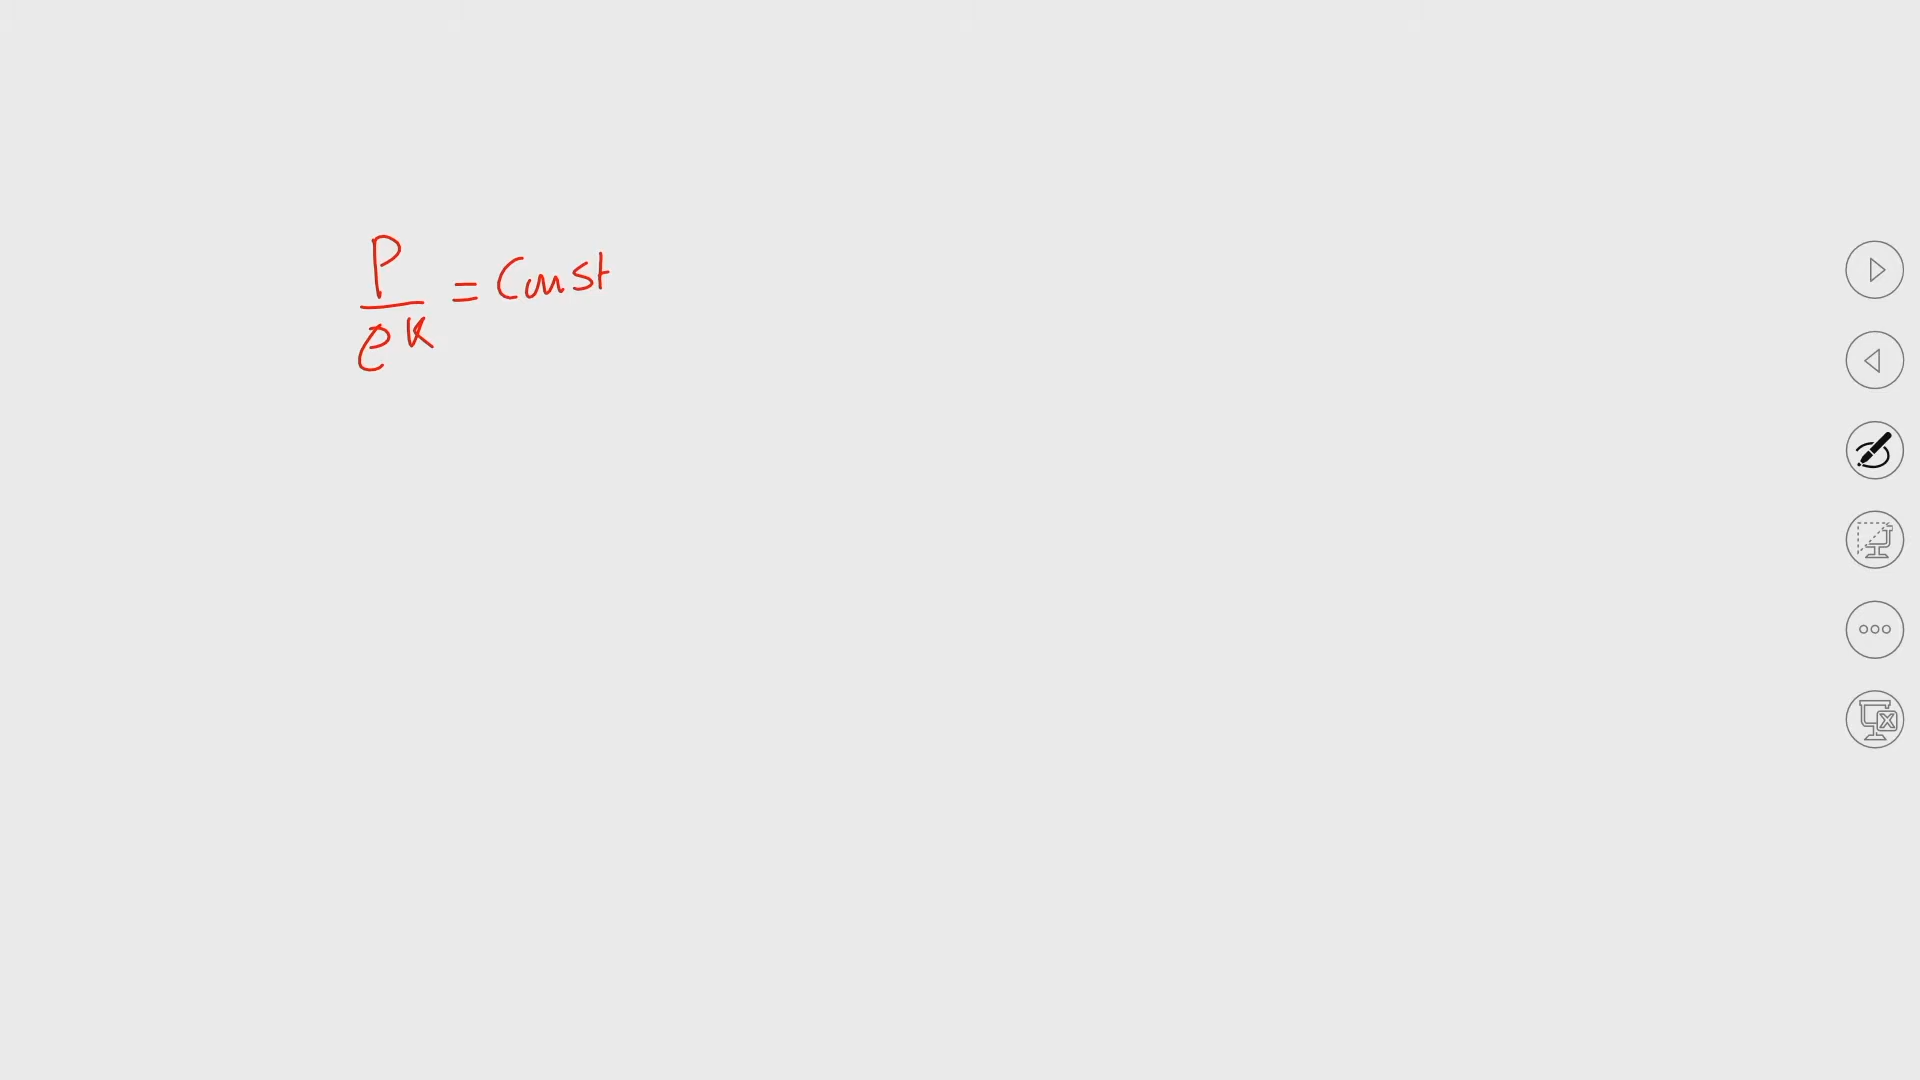 P/ρ^K = Const